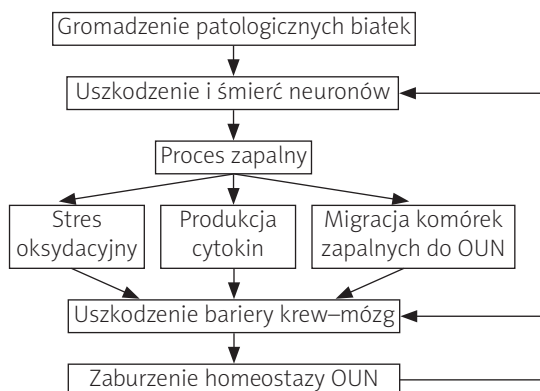 Gromadzenie patologicznych białek
Uszkodzenie i śmierć neuronów
Proces zapalny
Stres
oksydacyjny
Produkcja
cytokin
Migracja komórek
zapalnych do OUN
Uszkodzenie bariery krew–mózg
Zaburzenie homeostazy OUN